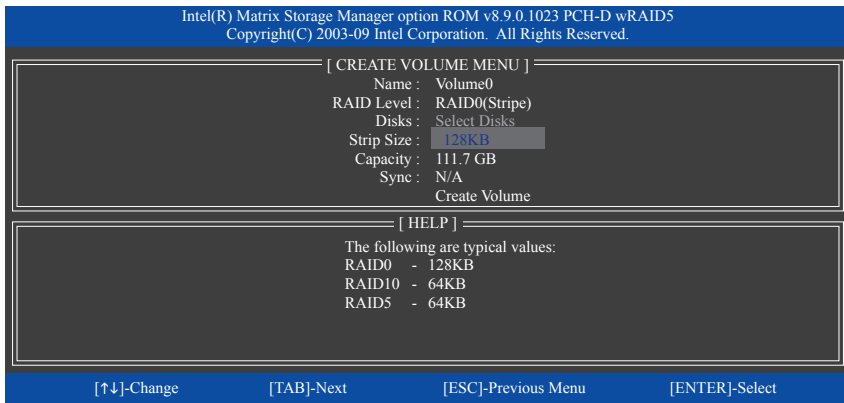 Intel(R) Matrix Storage Manager option ROM v8.9.0.1023 PCH-D wRAID5
Copyright(C) 2003-09 Intel Corporation. All Rights Reserved.
[ CREATE VOLUME MENU ]
Name : Volume0
RAID Level : RAID0(Stripe)
Disks : Select Disks
Strip Size : 128KB
Capacity : 111.7 GB
Sync : N/A
Create Volume
[ HELP ]
The following are typical values:
RAID0 - 128KB
RAID10 - 64KB
RAID5 - 64KB
[↑↓]-Change [TAB]-Next [ESC]-Previous Menu [ENTER]-Select